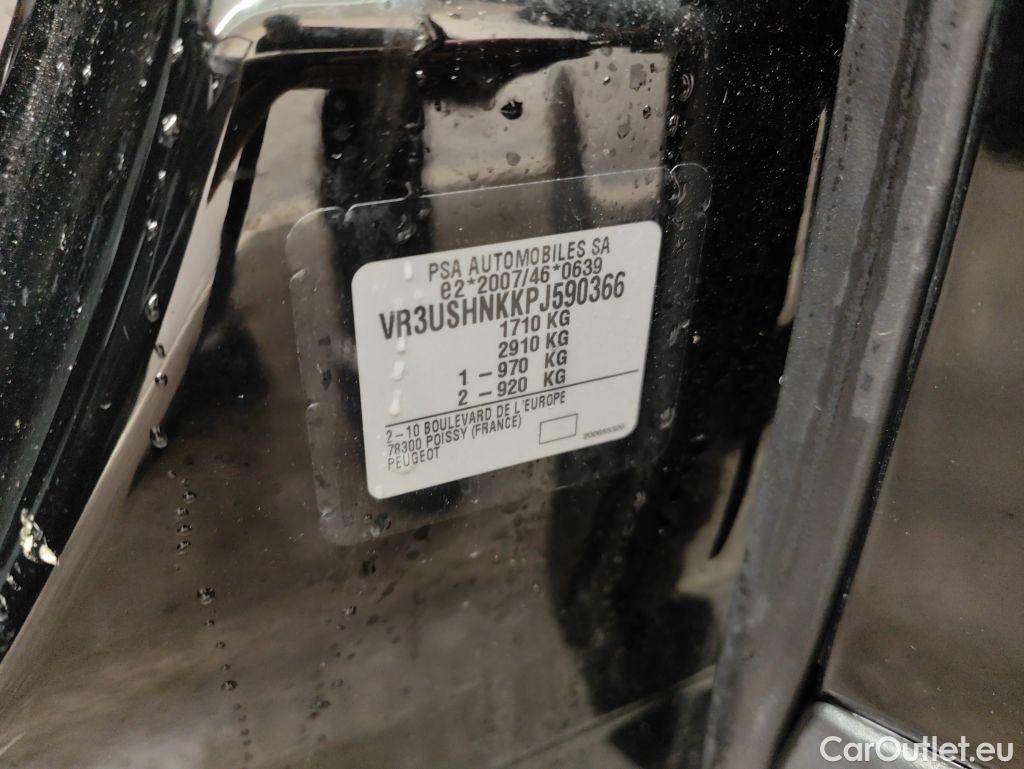 PSA AUTOMOBILES SA
e2*2007/46*0639
VR3USHNKKPJ590366
1710 KG
2910 KG
1 – 970 KG
2 – 920 KG
2–10 BOULEVARD DE L'EUROPE
78300 POISSY (FRANCE)
PEUGEOT
CarOutlet.eu